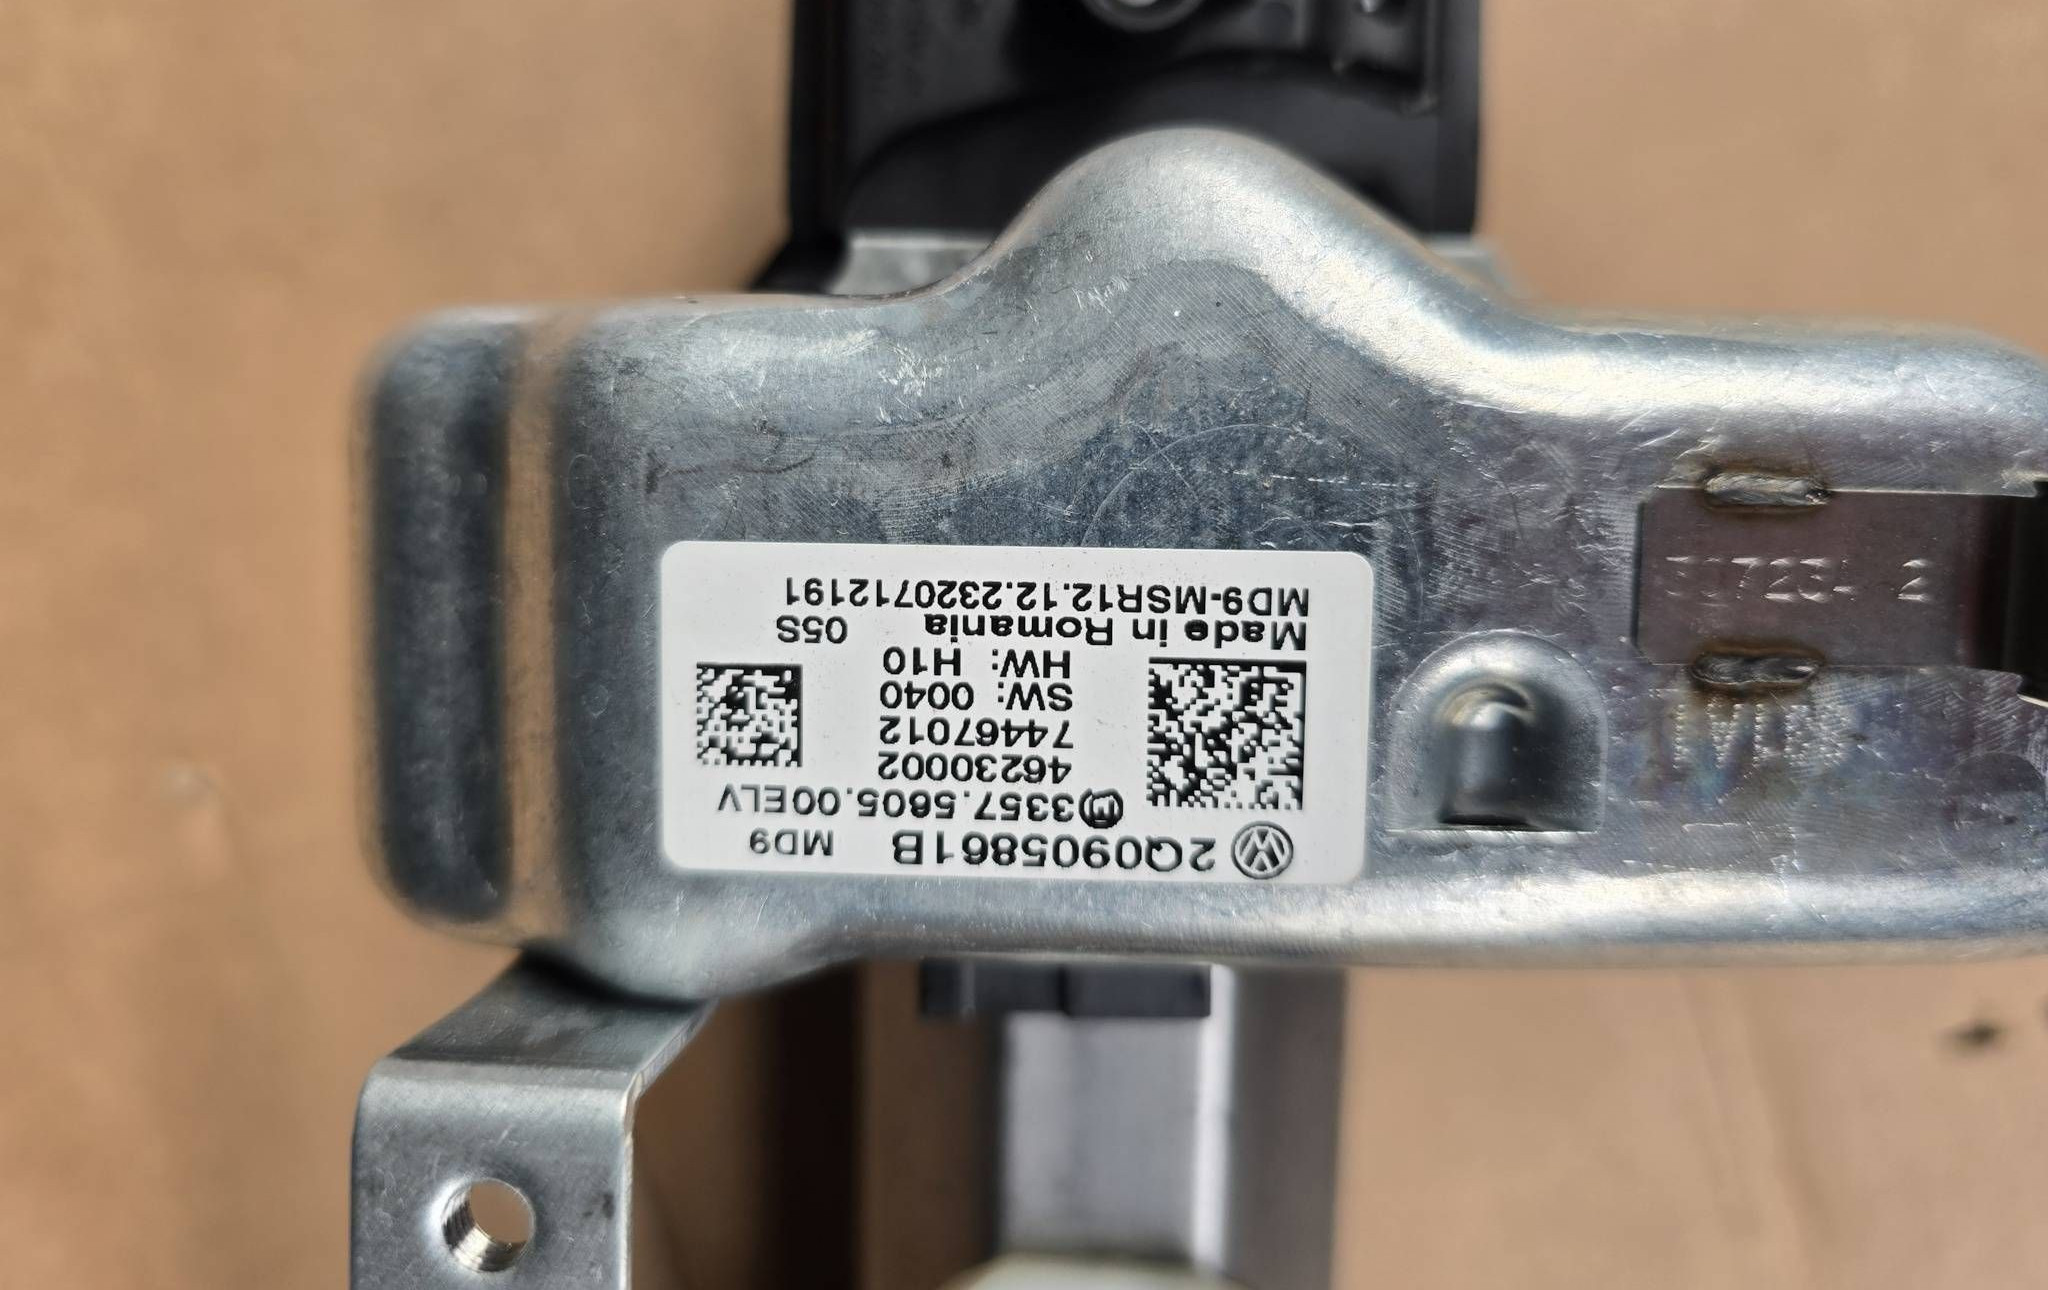 2Q0905861B MD9
3357.5605.00ELV
46230002
74467012
SW: 0040
HW: H10
Made in Romania 05S
MD9-MSR12.12.2320712191